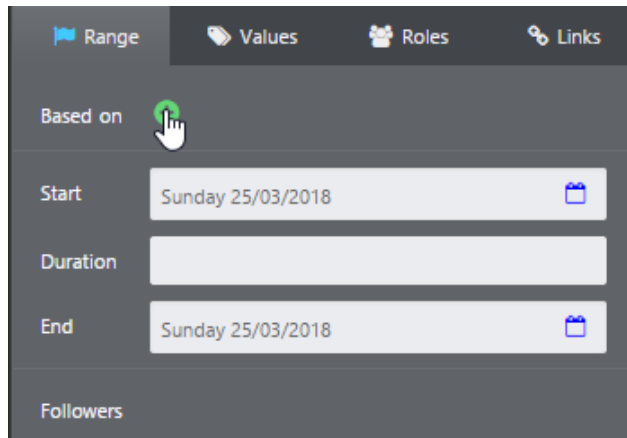 Range Values Roles Links
Based on
Start Sunday 25/03/2018
Duration
End Sunday 25/03/2018
Followers